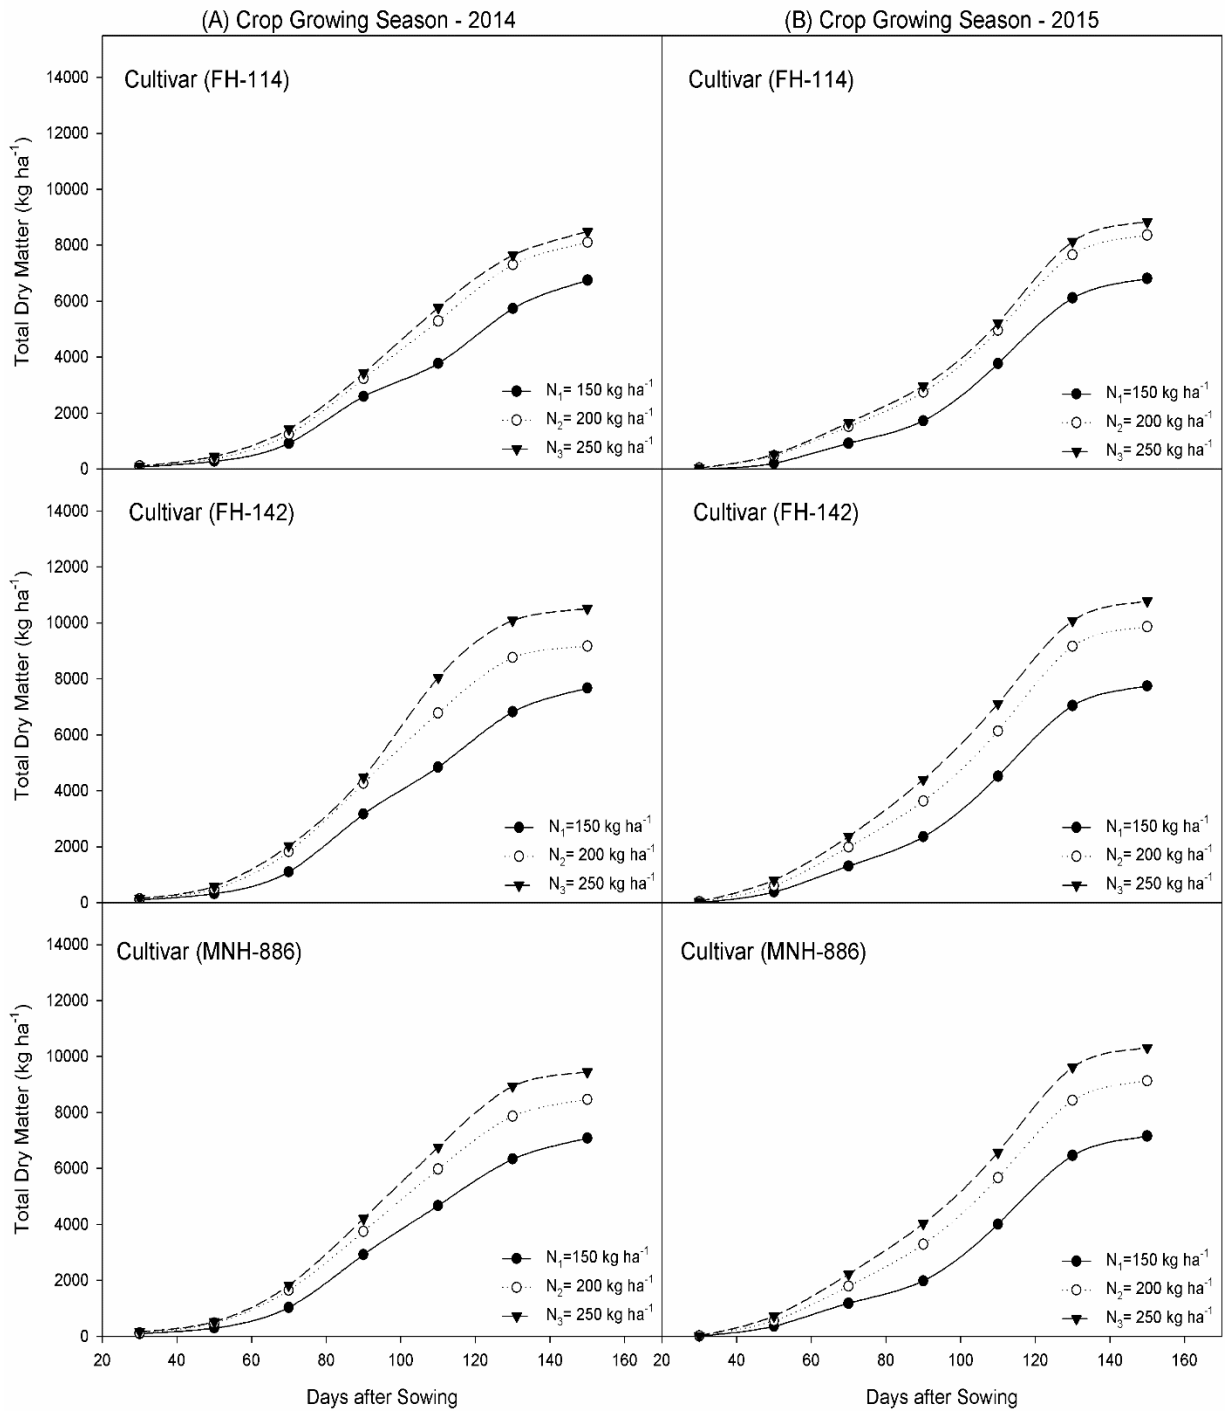 (A) Crop Growing Season - 2014
(B) Crop Growing Season - 2015
Total Dry Matter (kg ha⁻¹)
14000
12000
10000
8000
6000
4000
2000
0
Cultivar (FH-114)
N₁= 150 kg ha⁻¹
N₂= 200 kg ha⁻¹
N₃= 250 kg ha⁻¹
Cultivar (FH-114)
N₁=150 kg ha⁻¹
N₂= 200 kg ha⁻¹
N₃= 250 kg ha⁻¹
Total Dry Matter (kg ha⁻¹)
14000
12000
10000
8000
6000
4000
2000
0
Cultivar (FH-142)
N₁=150 kg ha⁻¹
N₂= 200 kg ha⁻¹
N₃= 250 kg ha⁻¹
Cultivar (FH-142)
N₁=150 kg ha⁻¹
N₂= 200 kg ha⁻¹
N₃= 250 kg ha⁻¹
Total Dry Matter (kg ha⁻¹)
14000
12000
10000
8000
6000
4000
2000
0
Cultivar (MNH-886)
N₁=150 kg ha⁻¹
N₂= 200 kg ha⁻¹
N₃= 250 kg ha⁻¹
Cultivar (MNH-886)
N₁=150 kg ha⁻¹
N₂= 200 kg ha⁻¹
N₃= 250 kg ha⁻¹
20 40 60 80 100 120 140 160
20 40 60 80 100 120 140 160
Days after Sowing
Days after Sowing